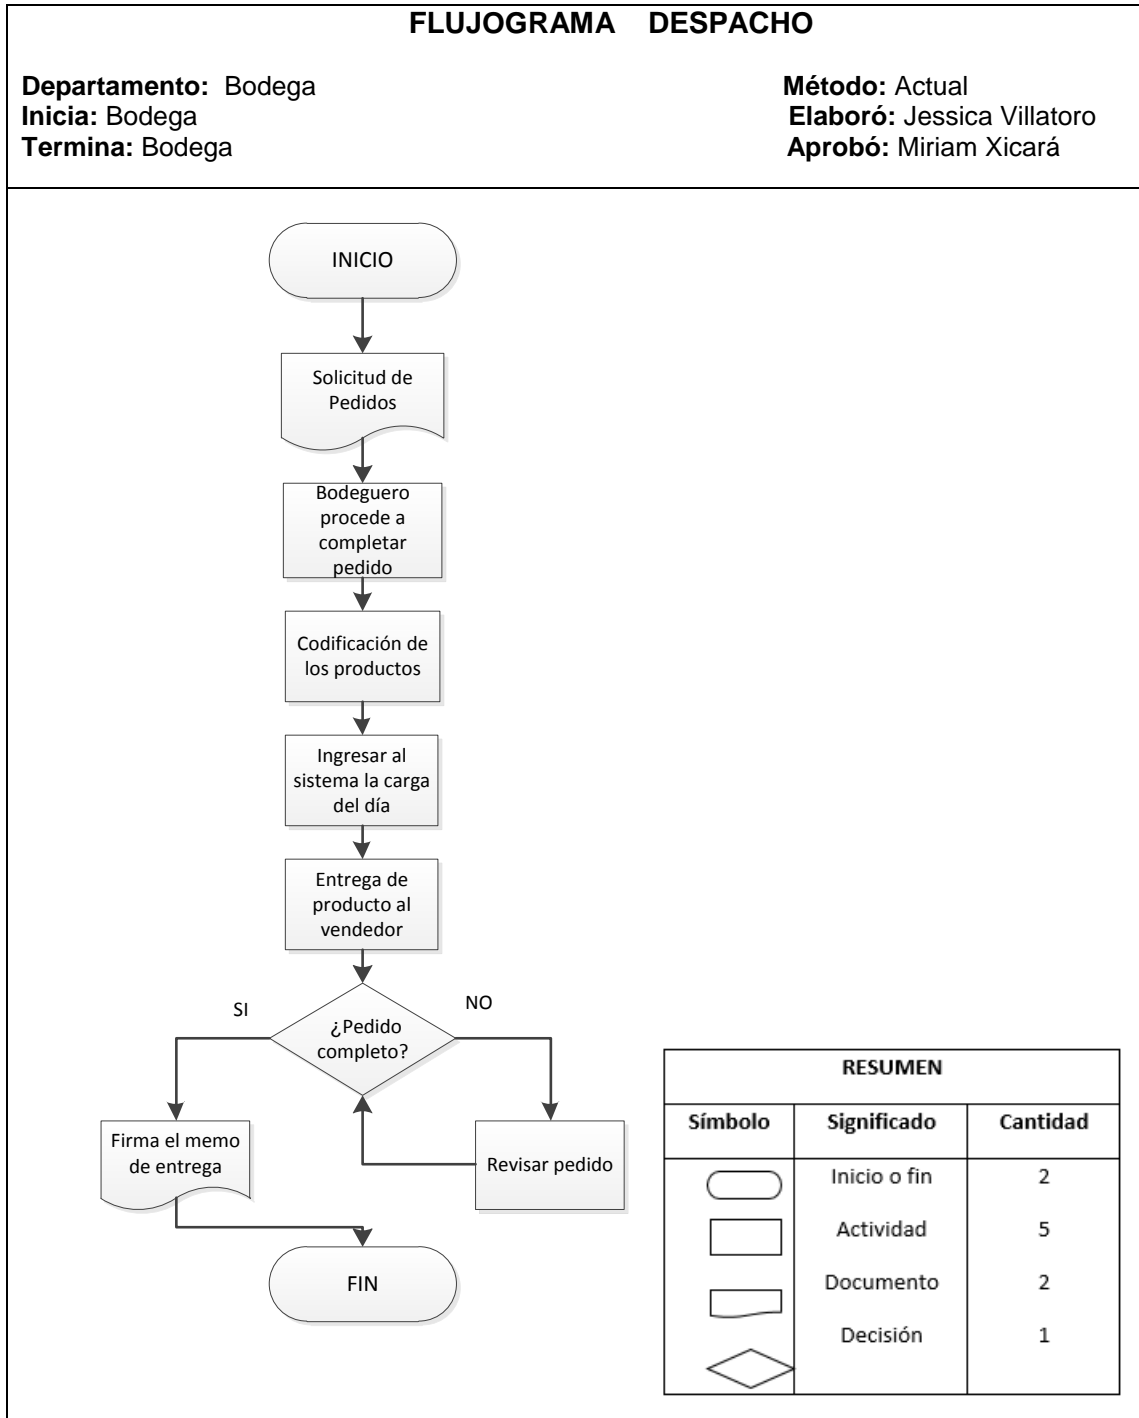 FLUJOGRAMA DESPACHO
Departamento: Bodega
Método: Actual
Inicia: Bodega
Elaboró: Jessica Villatoro
Termina: Bodega
Aprobó: Miriam Xicará
INICIO
Solicitud de
Pedidos
Bodeguero
procede a
completar
pedido
Codificación de
los productos
Ingresar al
sistema la carga
del día
Entrega de
producto al
vendedor
SI
NO
¿Pedido
completo?
Firma el memo
de entrega
Revisar pedido
FIN
RESUMEN
Símbolo Significado Cantidad
Inicio o fin 2
Actividad 5
Documento 2
Decisión 1